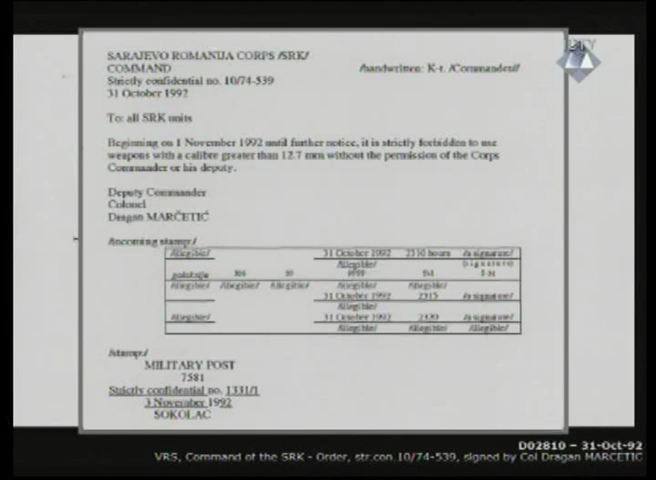 SARAJEVO ROMANIJA CORPS /SRK/
COMMAND /handwritten: K-t. /Commander//
Strictly confidential no. 10/74-539
31 October 1992
To: all SRK units
Beginning on 1 November 1992 until further notice, it is strictly forbidden to use
weapons with a calibre greater than 12.7 mm without the permission of the Corps
Commander or his deputy.
Deputy Commander
Colonel
Dragan MARČETIĆ
/Incoming stamp:/
/illegible/ 31 October 1992 2310 hours /a signature/
/illegible/
/illegible/ /illegible/ /illegible/ /illegible/
31 October 1992 2315 /a signature/
/illegible/
/illegible/ 31 October 1992 2320 /a signature/
/illegible/ /illegible/ /illegible/
/stamp:/
MILITARY POST
7581
Strictly confidential no. 1331/1
3 November 1992
SOKOLAC
D02810 – 31-Oct-92
VRS, Command of the SRK - Order, str.con.10/74-539, signed by Col Dragan MARCETIC